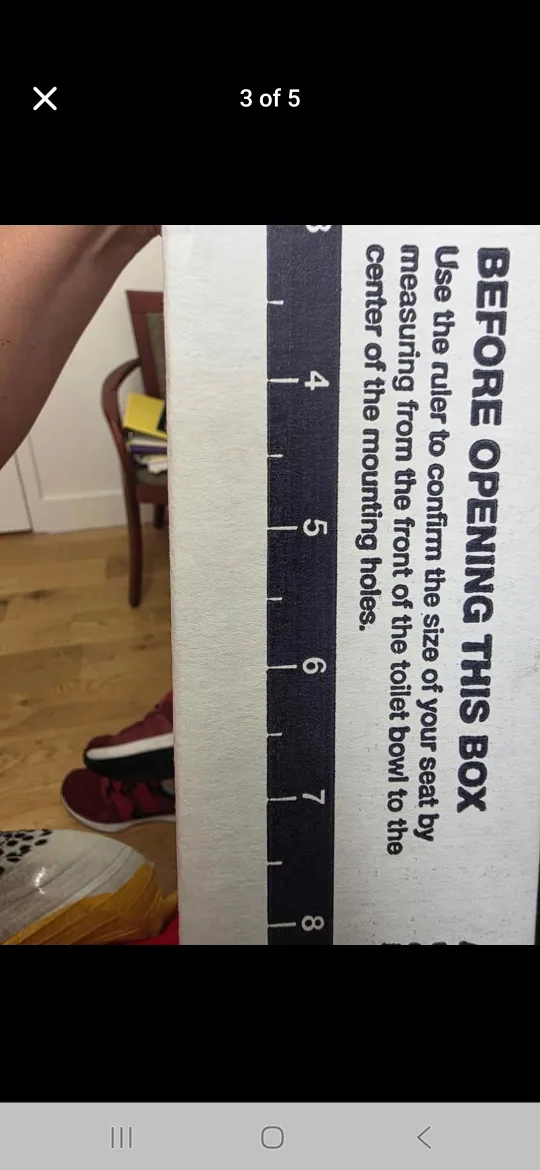 3 of 5
BEFORE OPENING THIS BOX
Use the ruler to confirm the size of your seat by
measuring from the front of the toilet bowl to the
center of the mounting holes.
3 4 5 6 7 8